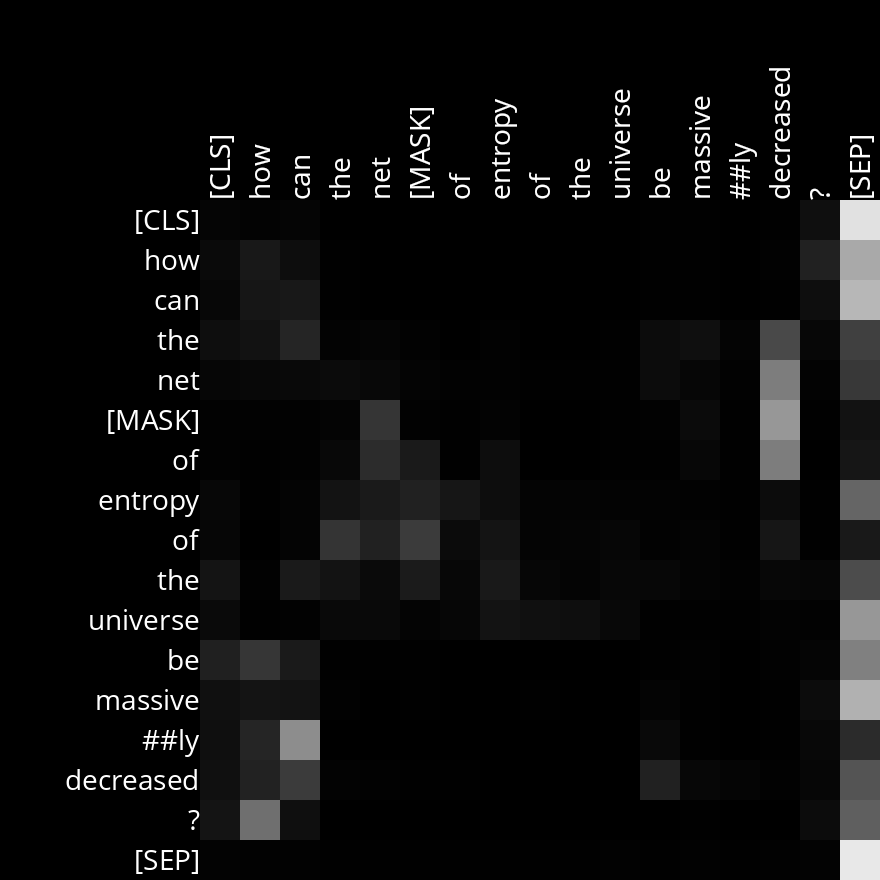 [CLS] how can the net [MASK] of entropy of the universe be massive ##ly decreased ? [SEP]
[CLS]
how
can
the
net
[MASK]
of
entropy
of
the
universe
be
massive
##ly
decreased
?
[SEP]